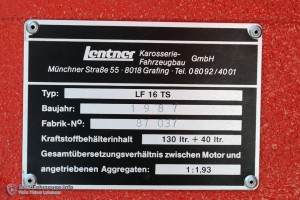 Lentner Karosserie-Fahrzeugbau GmbH
Münchner Straße 55 · 8018 Grafing · Tel. 08092/4001
Typ: LF 16 TS
Baujahr: 1987
Fabrik-Nº: 87 037
Kraftstoffbehälterinhalt 130 ltr. + 40 ltr.
Gesamtübersetzungsverhältnis zwischen Motor und
angetriebenen Aggregaten: 1:1,93